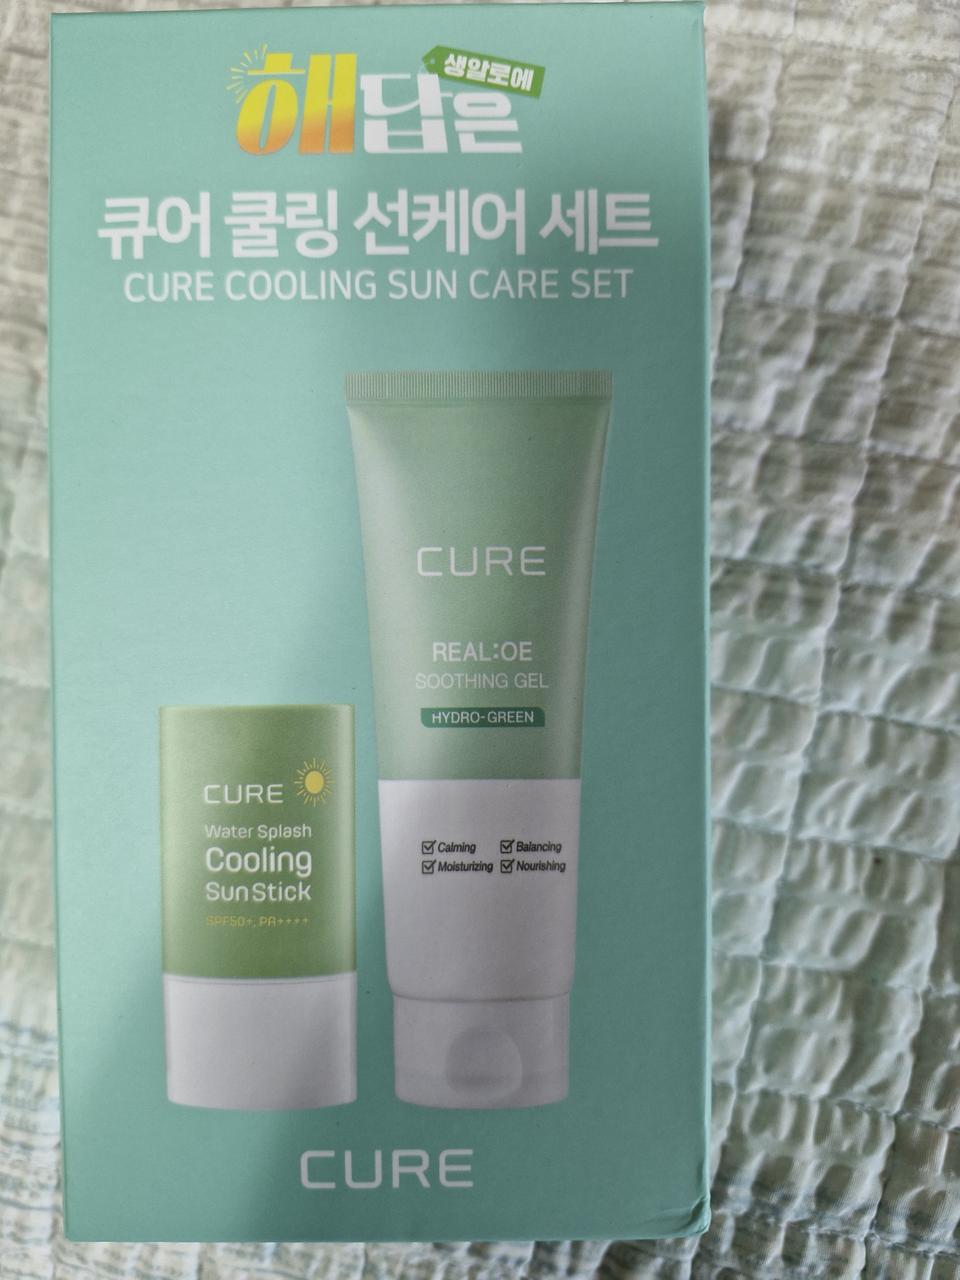 생알로에
해답은
큐어 쿨링 선케어 세트
CURE COOLING SUN CARE SET
CURE
REAL:OE
SOOTHING GEL
HYDRO-GREEN
☑ Calming ☑ Balancing
☑ Moisturizing ☑ Nourishing
CURE
Water Splash
Cooling
Sun Stick
SPF50+, PA++++
CURE